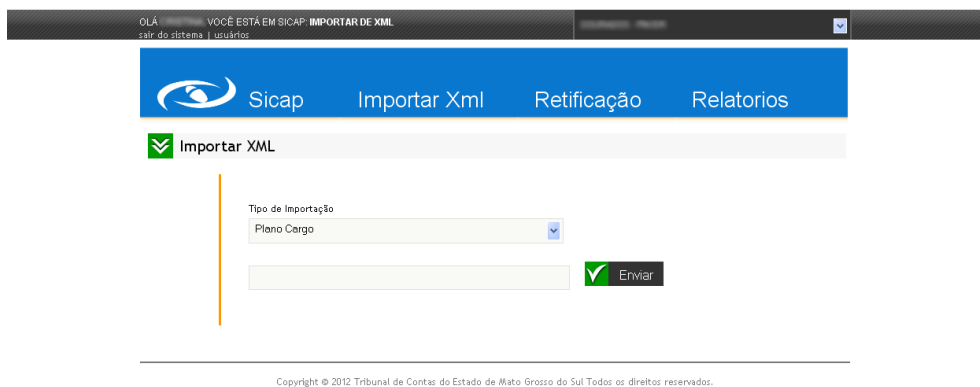 OLÁ VOCÊ ESTÁ EM SICAP: IMPORTAR DE XML
sair do sistema | usuários
Sicap Importar Xml Retificação Relatorios
Importar XML
Tipo de Importação
Plano Cargo
Enviar
Copyright © 2012 Tribunal de Contas do Estado de Mato Grosso do Sul Todos os direitos reservados.